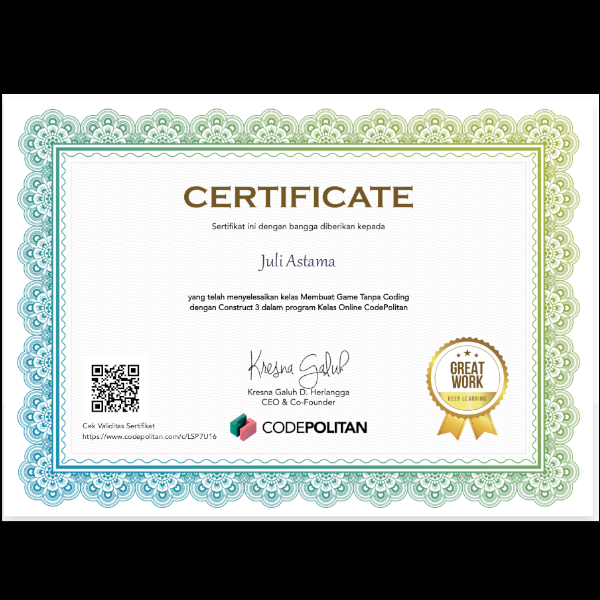 CERTIFICATE
Sertifikat ini dengan bangga diberikan kepada
Juli Astama
yang telah menyelesaikan kelas Membuat Game Tanpa Coding
dengan Construct 3 dalam program Kelas Online CodePolitan
Kresna Galuh
Kresna Galuh D. Herlangga
CEO & Co-Founder
CODEPOLITAN
GREAT
WORK
KEEP LEARNING
Cek Validitas Sertifikat
https://www.codepolitan.com/c/LSP7U16